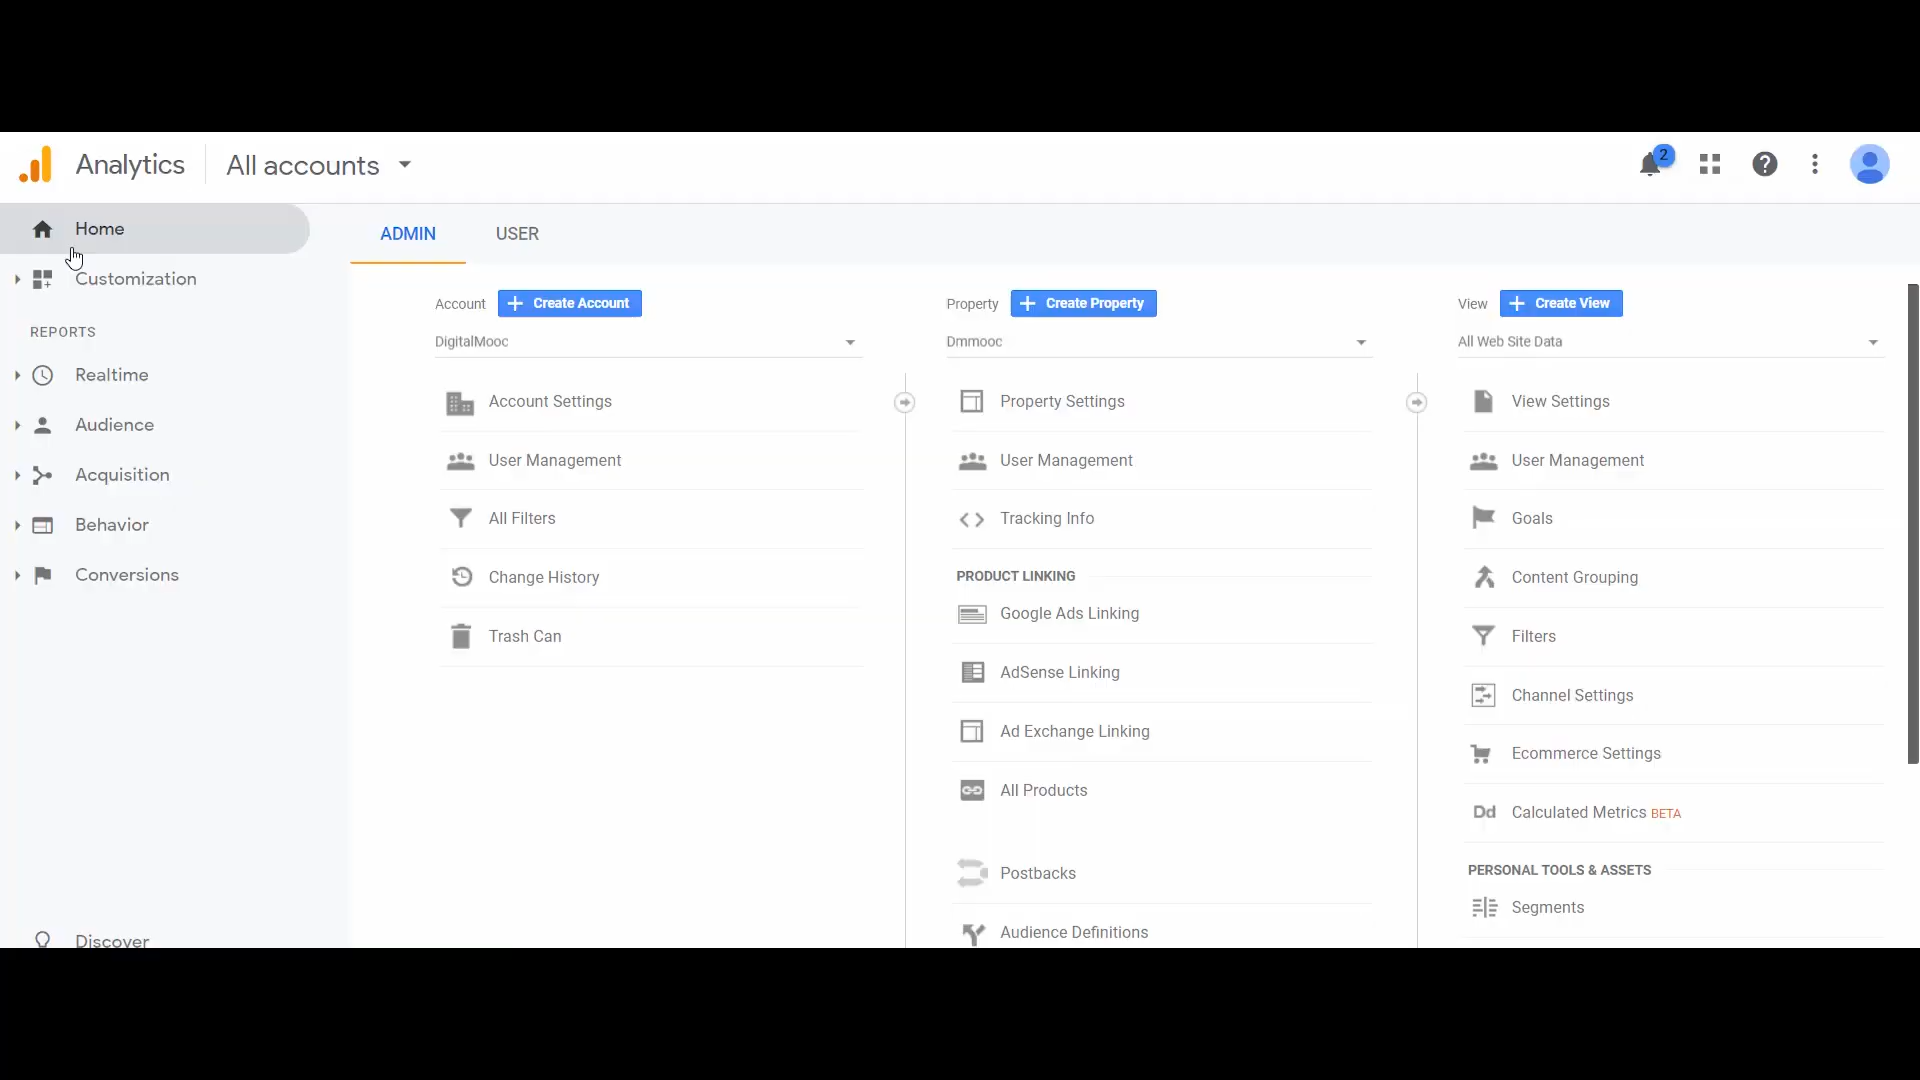 Analytics
All accounts
2
Home
Customization
REPORTS
Realtime
Audience
Acquisition
Behavior
Conversions
Discover
ADMIN
USER
Account
Create Account
DigitalMooc
Account Settings
User Management
All Filters
Change History
Trash Can
Property
Create Property
Dmmooc
Property Settings
User Management
Tracking Info
PRODUCT LINKING
Google Ads Linking
AdSense Linking
Ad Exchange Linking
All Products
Postbacks
Audience Definitions
View
Create View
All Web Site Data
View Settings
User Management
Goals
Content Grouping
Filters
Channel Settings
Ecommerce Settings
Dd Calculated Metrics BETA
PERSONAL TOOLS & ASSETS
Segments